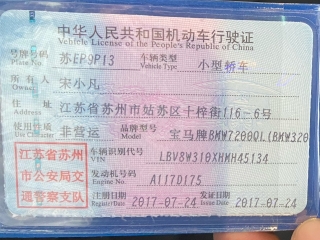 中华人民共和国机动车行驶证
Vehicle License of the People's Republic of China
号牌号码 苏EP9P13 车辆类型 小型轿车
Plate No. Vehicle Type
所有人 宋小凡
Owner
住址 江苏省苏州市姑苏区十梓街116-6号
Address
使用性质 非营运 品牌型号 宝马牌BMW7200QL(BMW320
Use Character Model
江苏省苏州 车辆识别代号 LBV8W310XHMH45134
VIN
市公安局交 发动机号码 A117D175
Engine No.
通警察支队 注册日期 2017-07-24 发证日期 2017-07-24
Register Date Issue Date